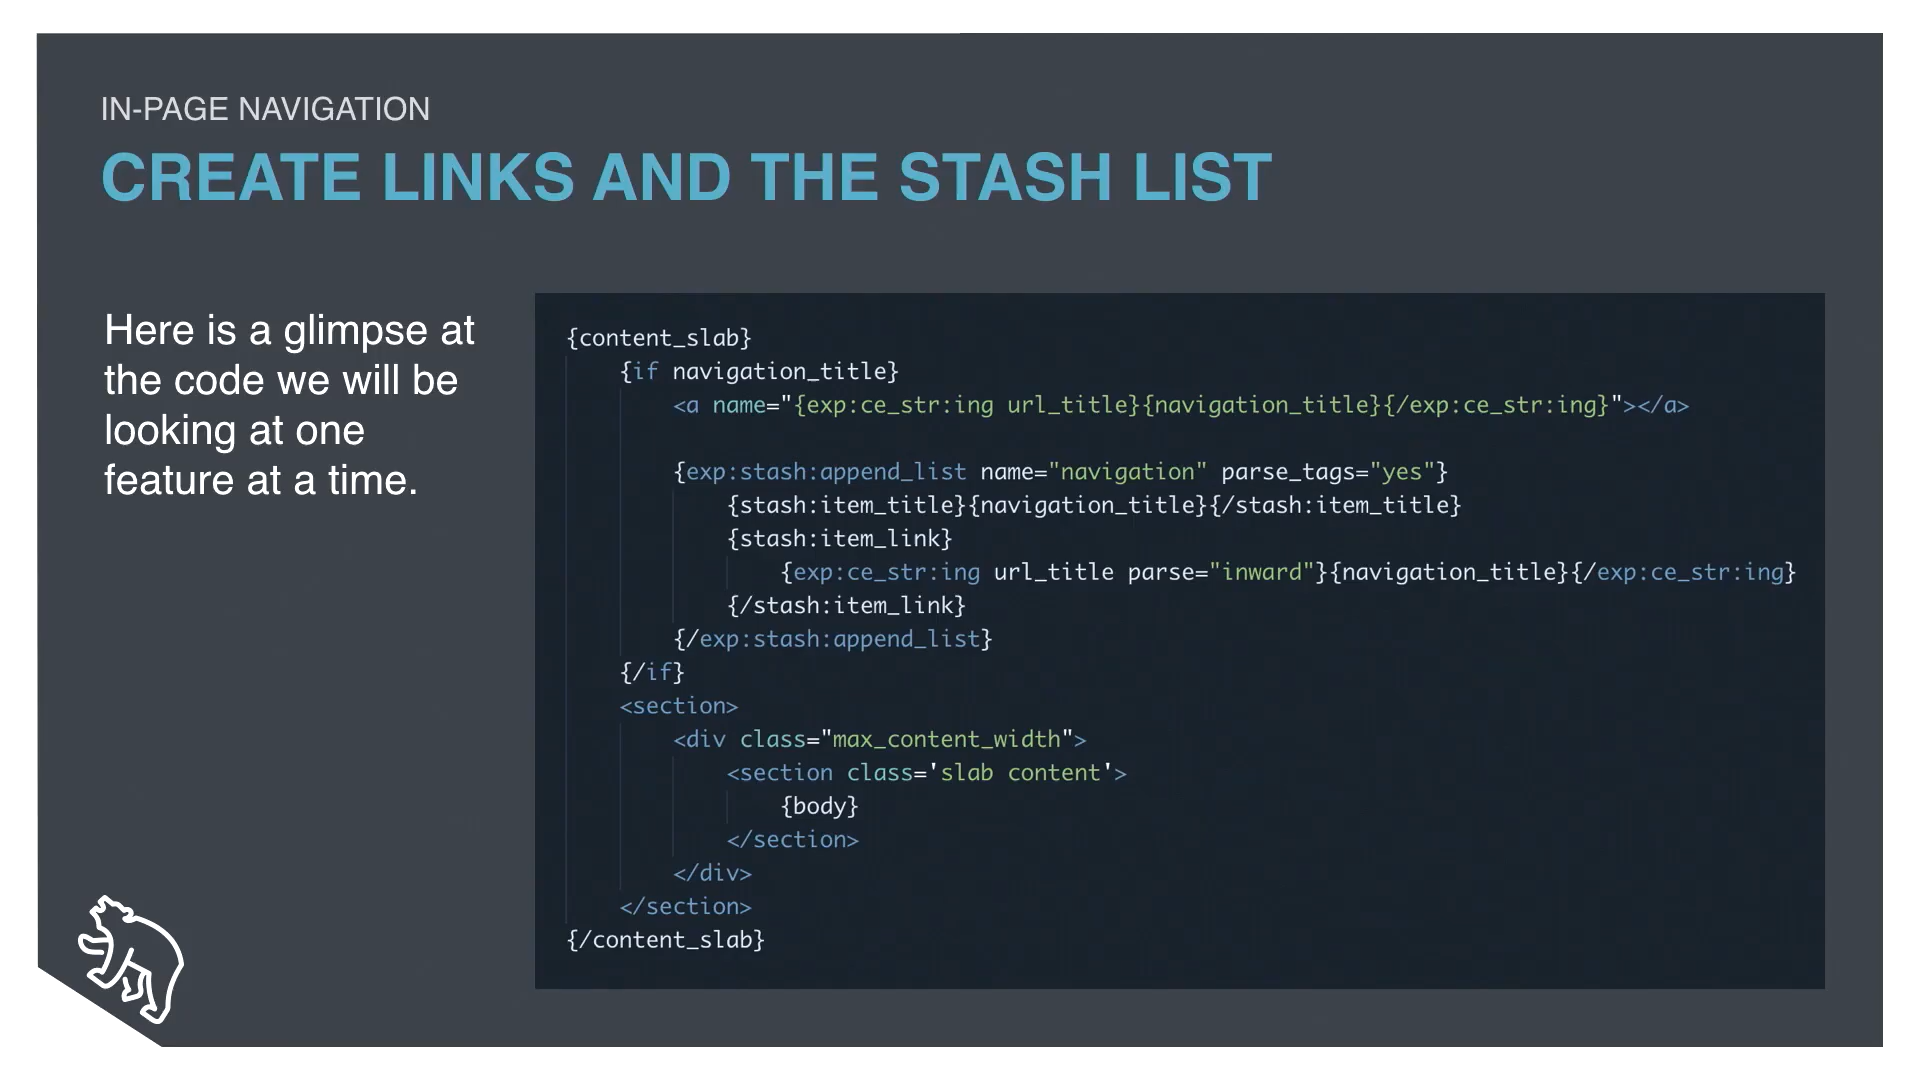 IN-PAGE NAVIGATION
CREATE LINKS AND THE STASH LIST
Here is a glimpse at
the code we will be
looking at one
feature at a time.
{content_slab}
{if navigation_title}
<a name="{exp:ce_str:ing url_title}{navigation_title}{/exp:ce_str:ing}"></a>
{exp:stash:append_list name="navigation" parse_tags="yes"}
{stash:item_title}{navigation_title}{/stash:item_title}
{stash:item_link}
{exp:ce_str:ing url_title parse="inward"}{navigation_title}{/exp:ce_str:ing}
{/stash:item_link}
{/exp:stash:append_list}
{/if}
<section>
<div class="max_content_width">
<section class='slab content'>
{body}
</section>
</div>
</section>
{/content_slab}